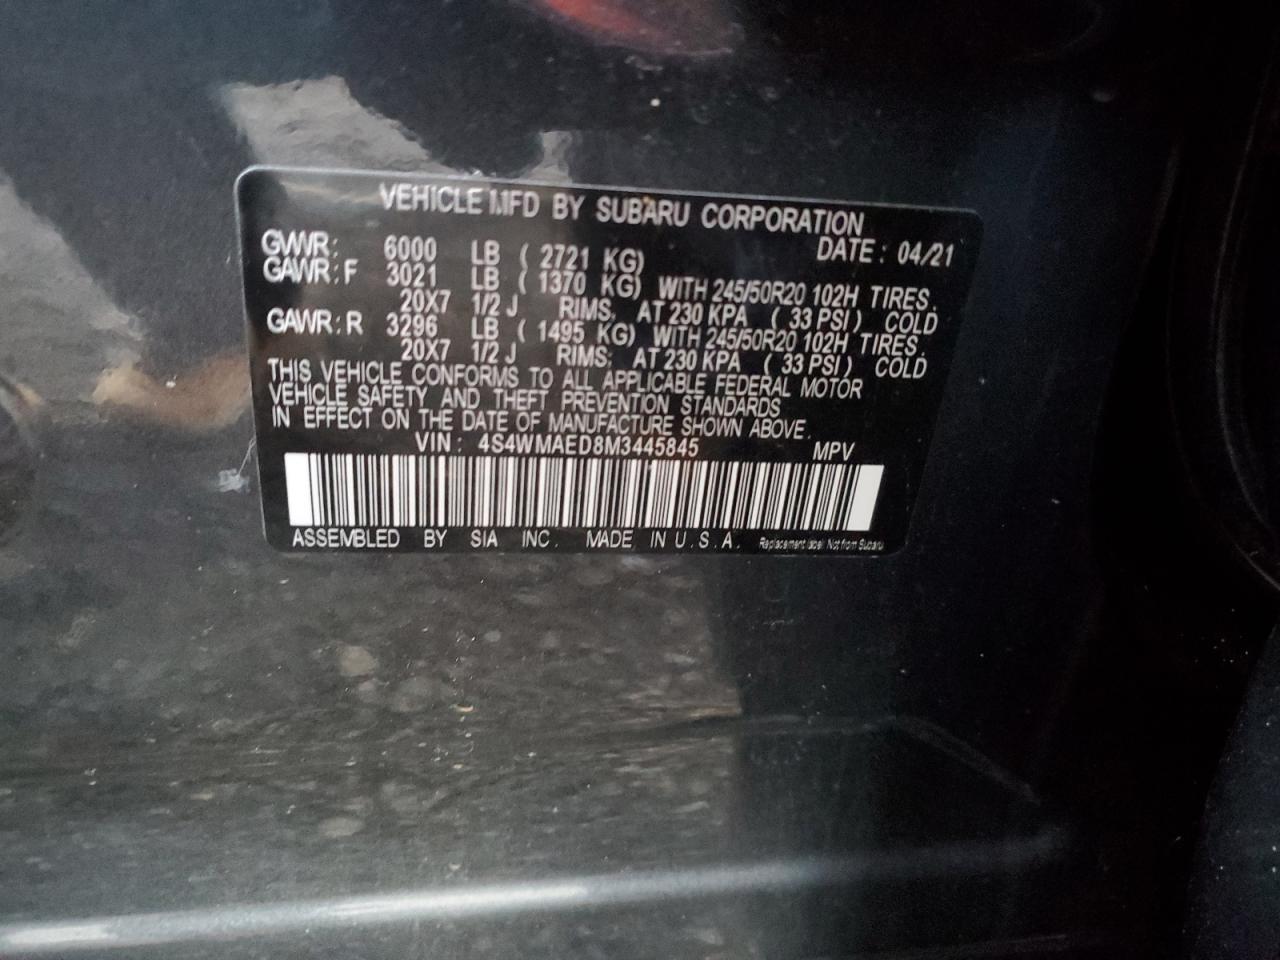 VEHICLE MFD BY SUBARU CORPORATION
DATE: 04/21
GVWR: 6000 LB (2721 KG)
GAWR: F 3021 LB (1370 KG) WITH 245/50R20 102H TIRES.
20X7 1/2 J RIMS, AT 230 KPA (33 PSI) COLD
GAWR: R 3296 LB (1495 KG) WITH 245/50R20 102H TIRES.
20X7 1/2 J RIMS; AT 230 KPA (33 PSI) COLD
THIS VEHICLE CONFORMS TO ALL APPLICABLE FEDERAL MOTOR
VEHICLE SAFETY AND THEFT PREVENTION STANDARDS
IN EFFECT ON THE DATE OF MANUFACTURE SHOWN ABOVE.
VIN: 4S4WMAED8M3445845 MPV
ASSEMBLED BY SIA INC. MADE IN U.S.A. Replacement label Not from Subaru